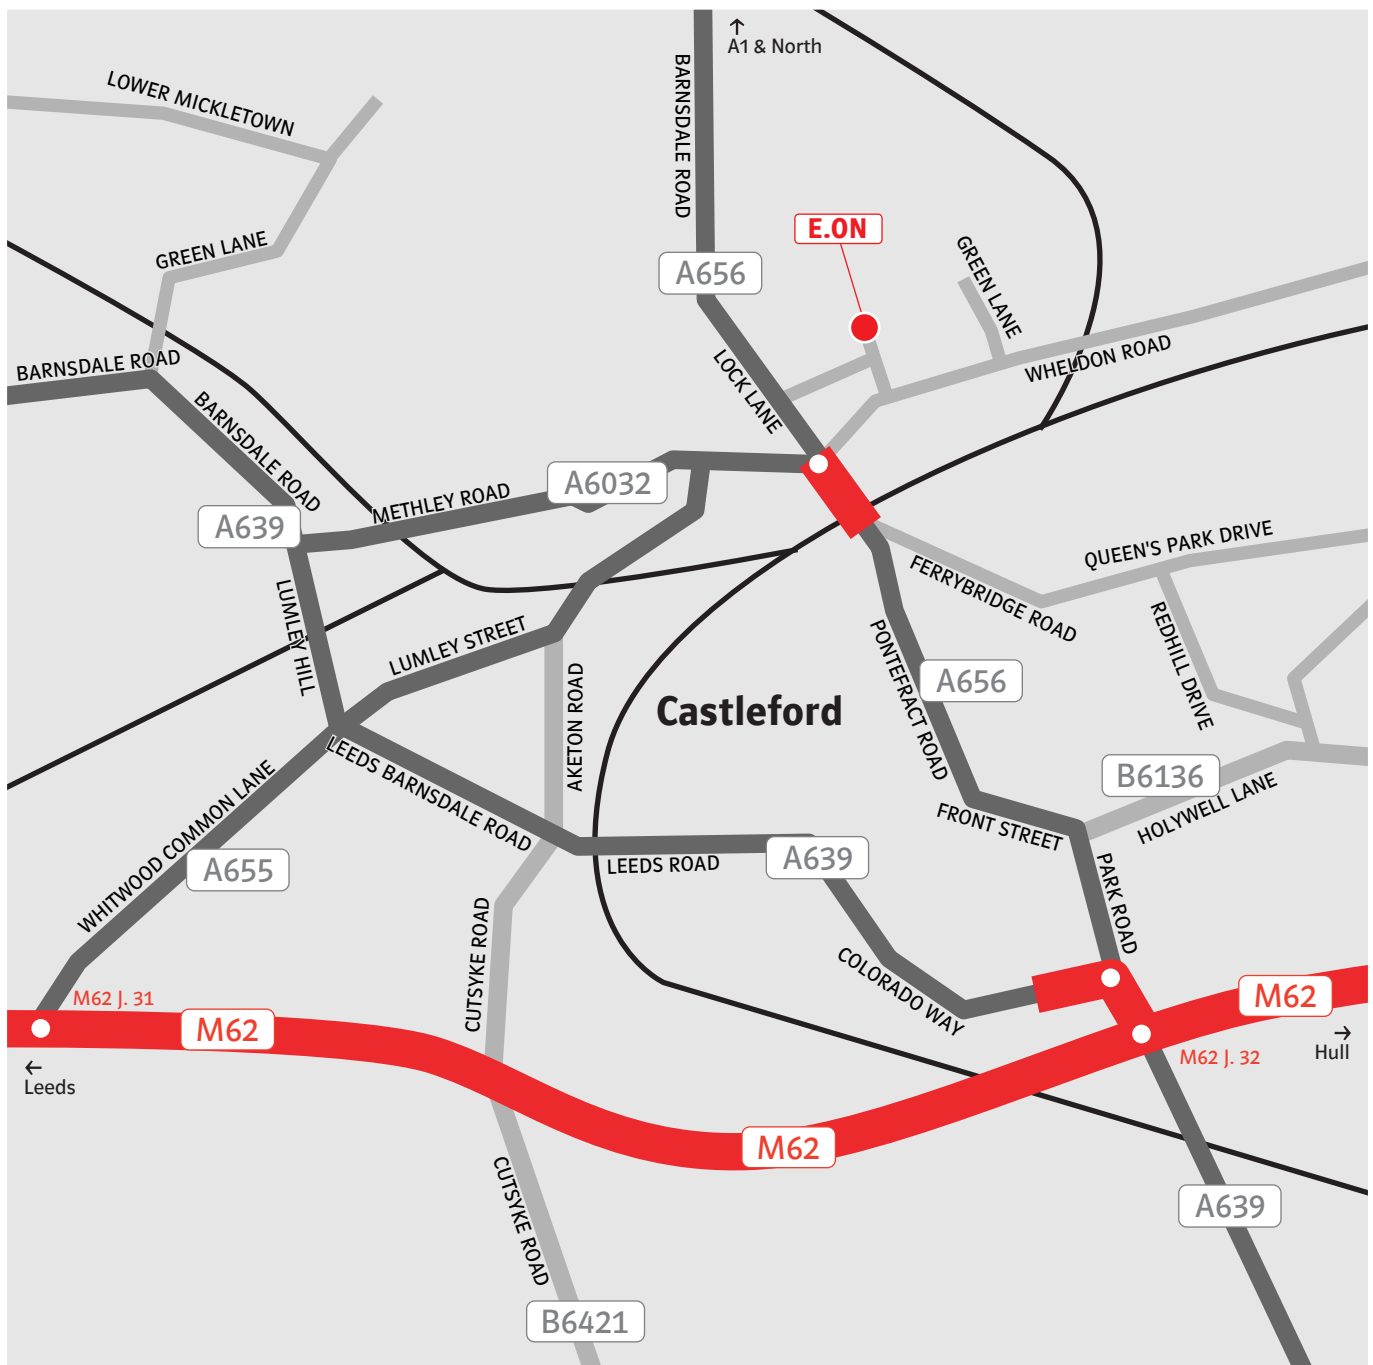 ↑
A1 & North
BARNSDALE ROAD
LOWER MICKLETOWN
E.ON
GREEN LANE
GREEN LANE
A656
BARNSDALE ROAD
WHELDON ROAD
LOCK LANE
BARNSDALE ROAD
A6032
METHLEY ROAD
A639
QUEEN'S PARK DRIVE
FERRYBRIDGE ROAD
LUMLEY HILL
LUMLEY STREET
REDHILL DRIVE
PONTEFRACT ROAD
A656
AKETON ROAD
Castleford
LEEDS BARNSDALE ROAD
B6136
HOLYWELL LANE
WHITWOOD COMMON LANE
FRONT STREET
A655
LEEDS ROAD
A639
PARK ROAD
CUTSYKE ROAD
COLORADO WAY
M62 J. 31
M62
M62
→
Hull
M62 J. 32
←
Leeds
M62
CUTSYKE ROAD
A639
B6421